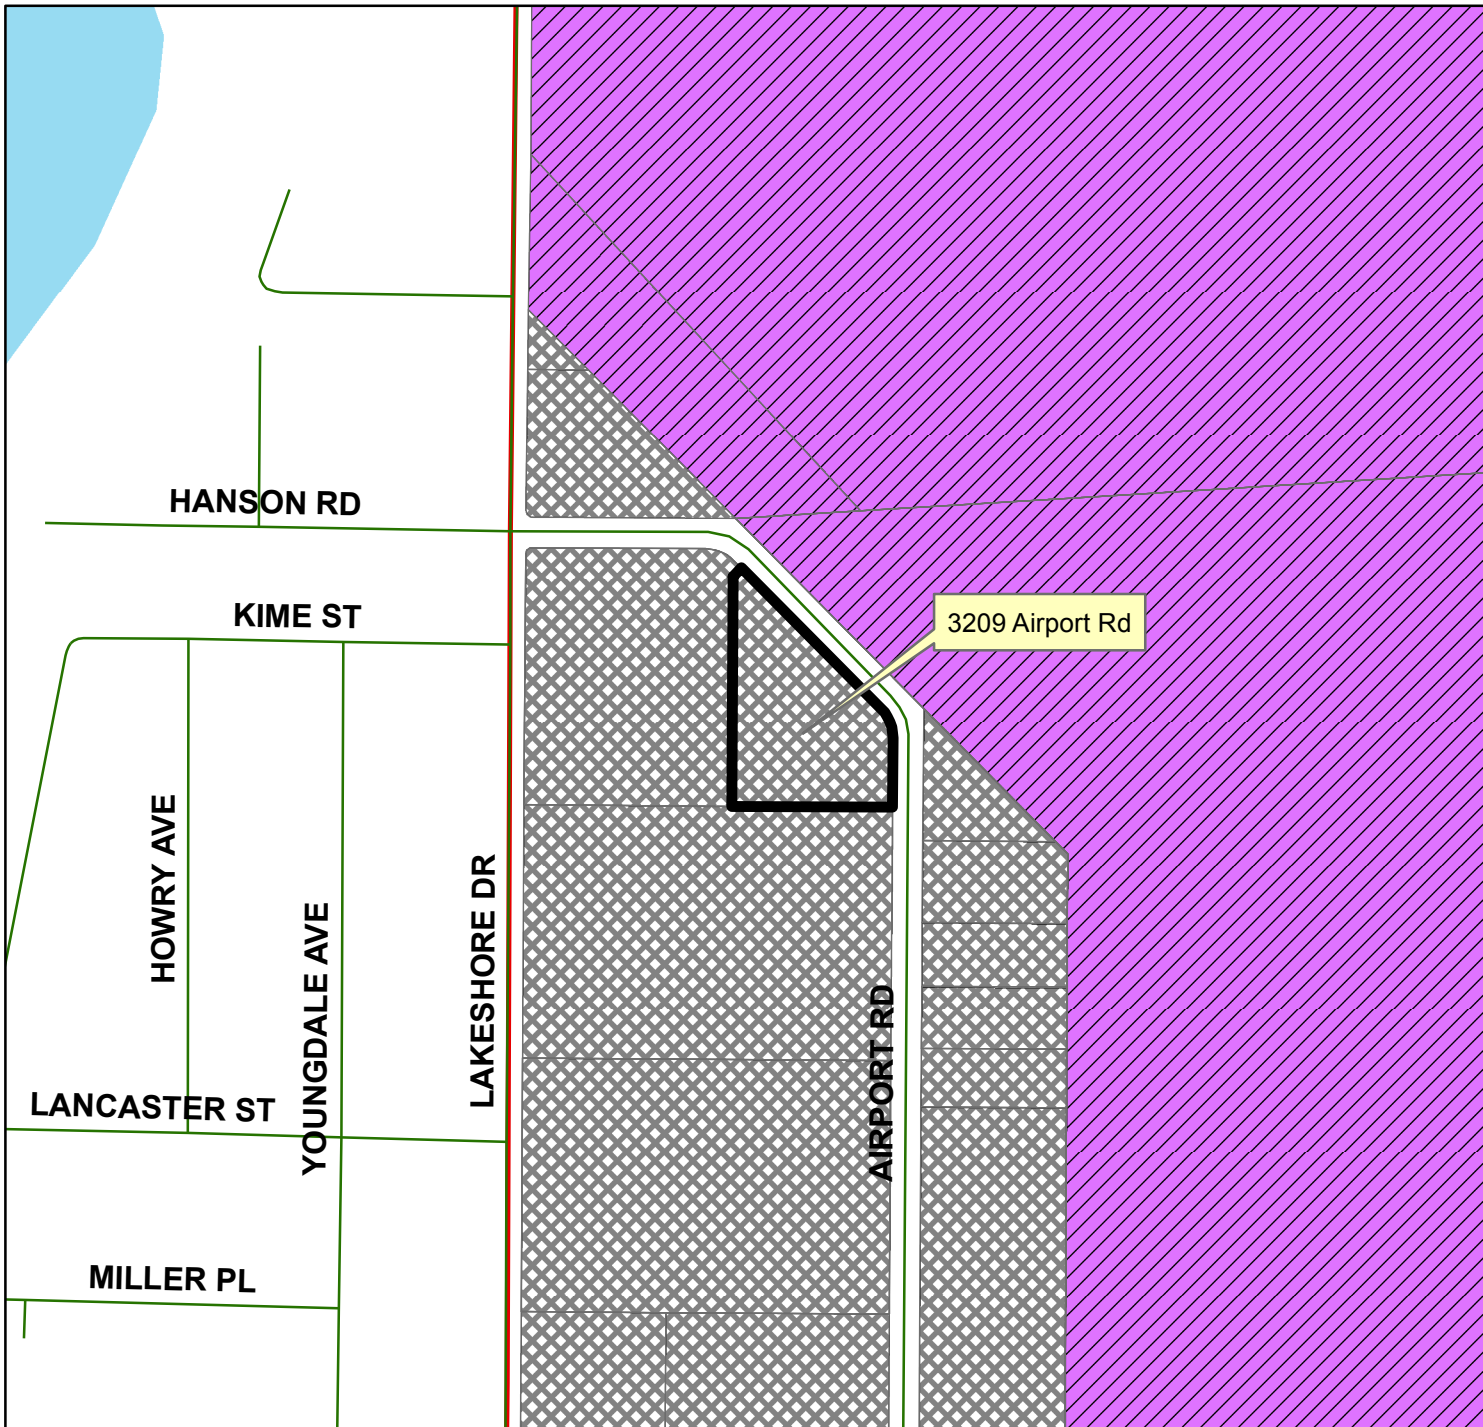 HANSON RD
KIME ST
3209 Airport Rd
HOWRY AVE
YOUNGDALE AVE
LAKESHORE DR
AIRPORT RD
LANCASTER ST
MILLER PL